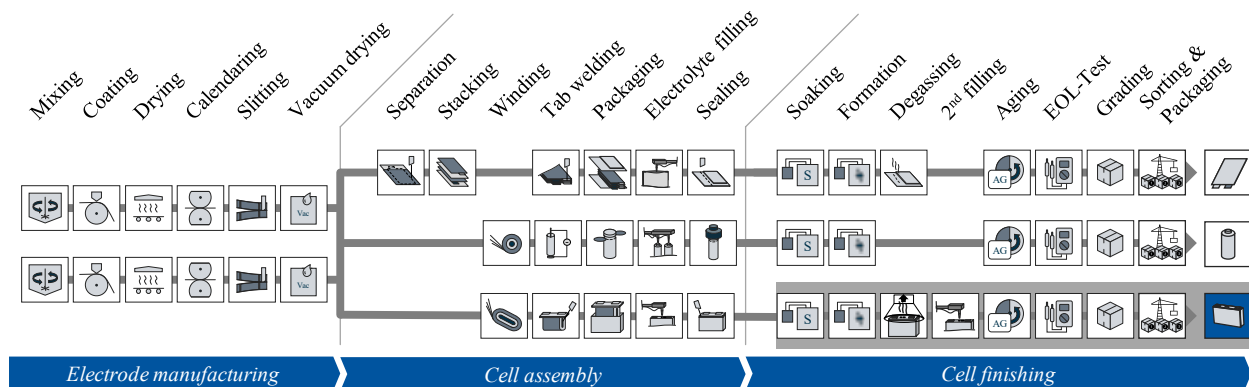 Mixing
Coating
Drying
Calendaring
Slitting
Vacuum drying
Separation
Stacking
Winding
Tab welding
Packaging
Electrolyte filling
Sealing
Soaking
Formation
Degassing
2nd filling
Aging
EOL-Test
Grading
Sorting &
Packaging
S
AG
Vac
S
AG
Vac
S
AG
Electrode manufacturing
Cell assembly
Cell finishing